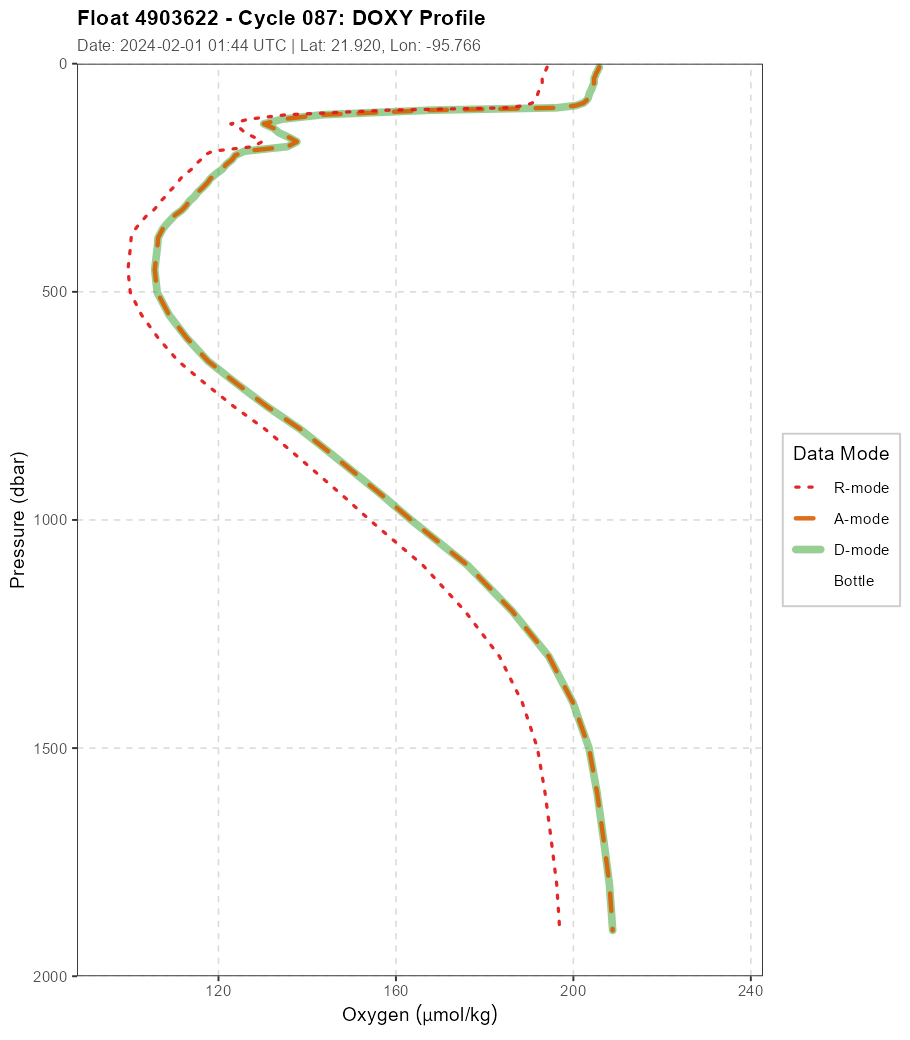 Float 4903622 - Cycle 087: DOXY Profile
Date: 2024-02-01 01:44 UTC | Lat: 21.920, Lon: -95.766
0
500
1000
1500
2000
Pressure (dbar)
120
160
200
240
Oxygen (μmol/kg)
Data Mode
R-mode
A-mode
D-mode
Bottle